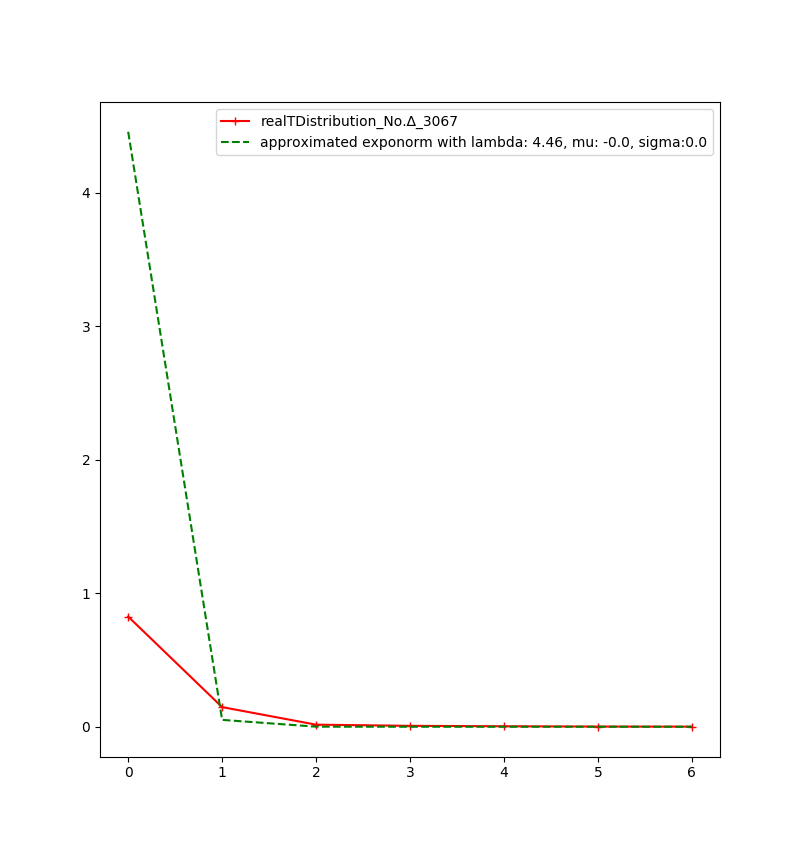 realTDistribution_No.Δ_3067
approximated exponorm with lambda: 4.46, mu: -0.0, sigma:0.0
4
3
2
1
0
0 1 2 3 4 5 6